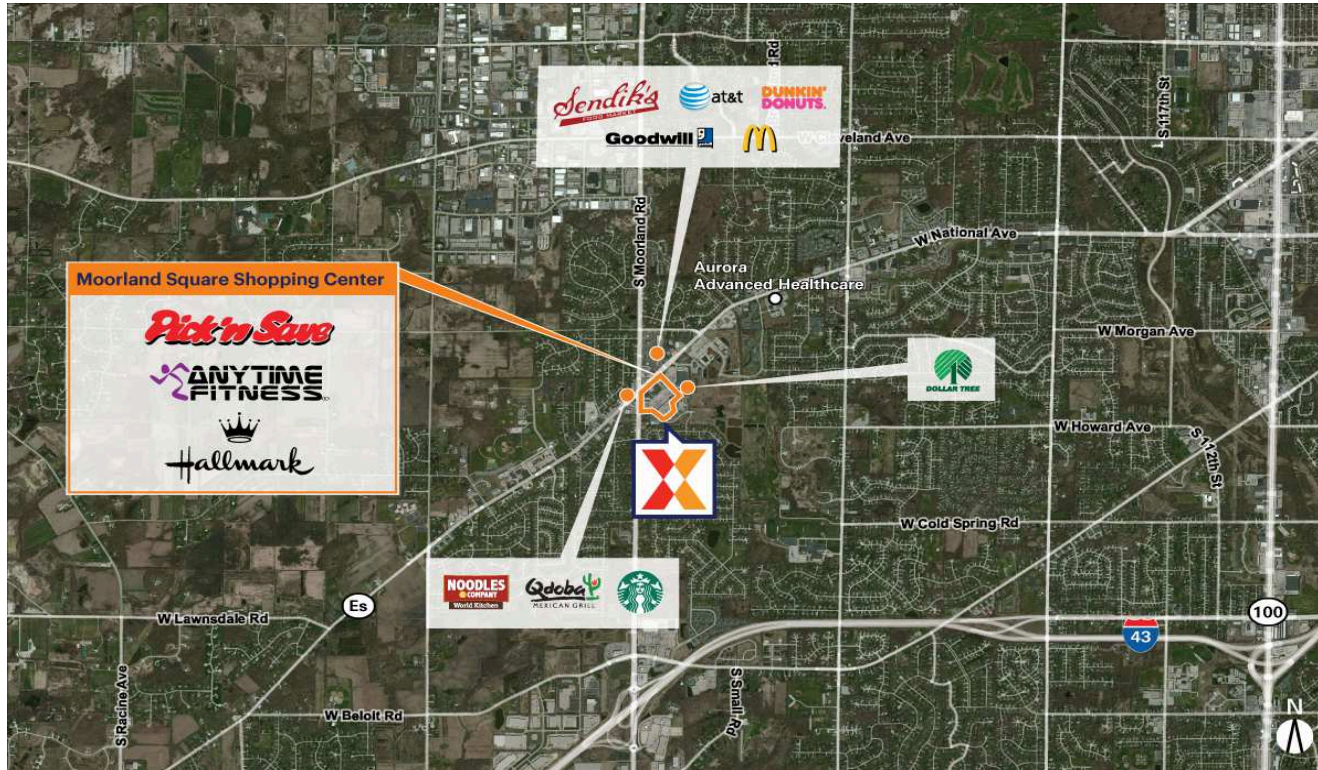 Sendik's
FOOD MARKET
at&t
DUNKIN'
DONUTS.
Goodwill
g
W Cleveland Ave
Rd
L S 117th St
S Moorland Rd
W National Ave
Aurora
Advanced Healthcare
Moorland Square Shopping Center
Pick'n Save
ANYTIME
FITNESS
Hallmark
W Morgan Ave
DOLLAR TREE
W Howard Ave
S 112th St
W Cold Spring Rd
NOODLES
& COMPANY
World Kitchen
Qdoba
MEXICAN GRILL
Es
W Lawnsdale Rd
100
43
S Racine Ave
S Small Rd
W Beloit Rd
N